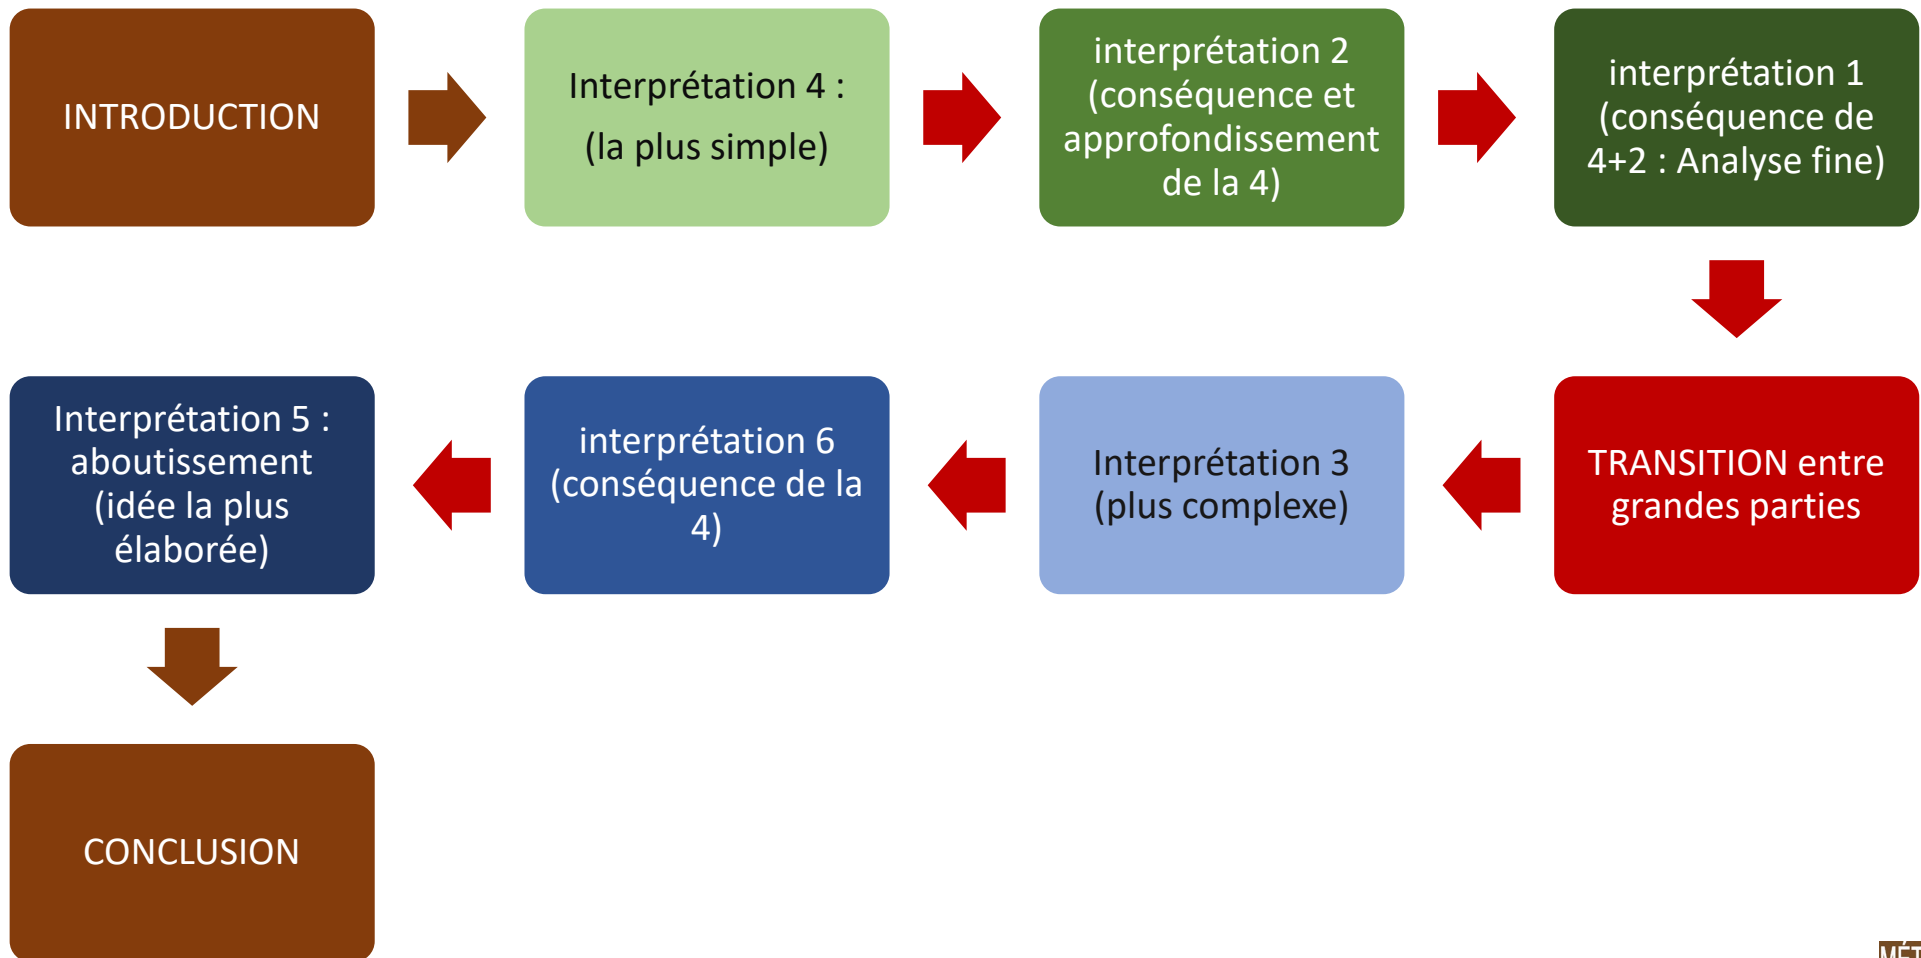 INTRODUCTION
Interprétation 4 :
(la plus simple)
interprétation 2
(conséquence et
approfondissement
de la 4)
interprétation 1
(conséquence de
4+2 : Analyse fine)
TRANSITION entre
grandes parties
Interprétation 3
(plus complexe)
interprétation 6
(conséquence de la
4)
Interprétation 5 :
aboutissement
(idée la plus
élaborée)
CONCLUSION